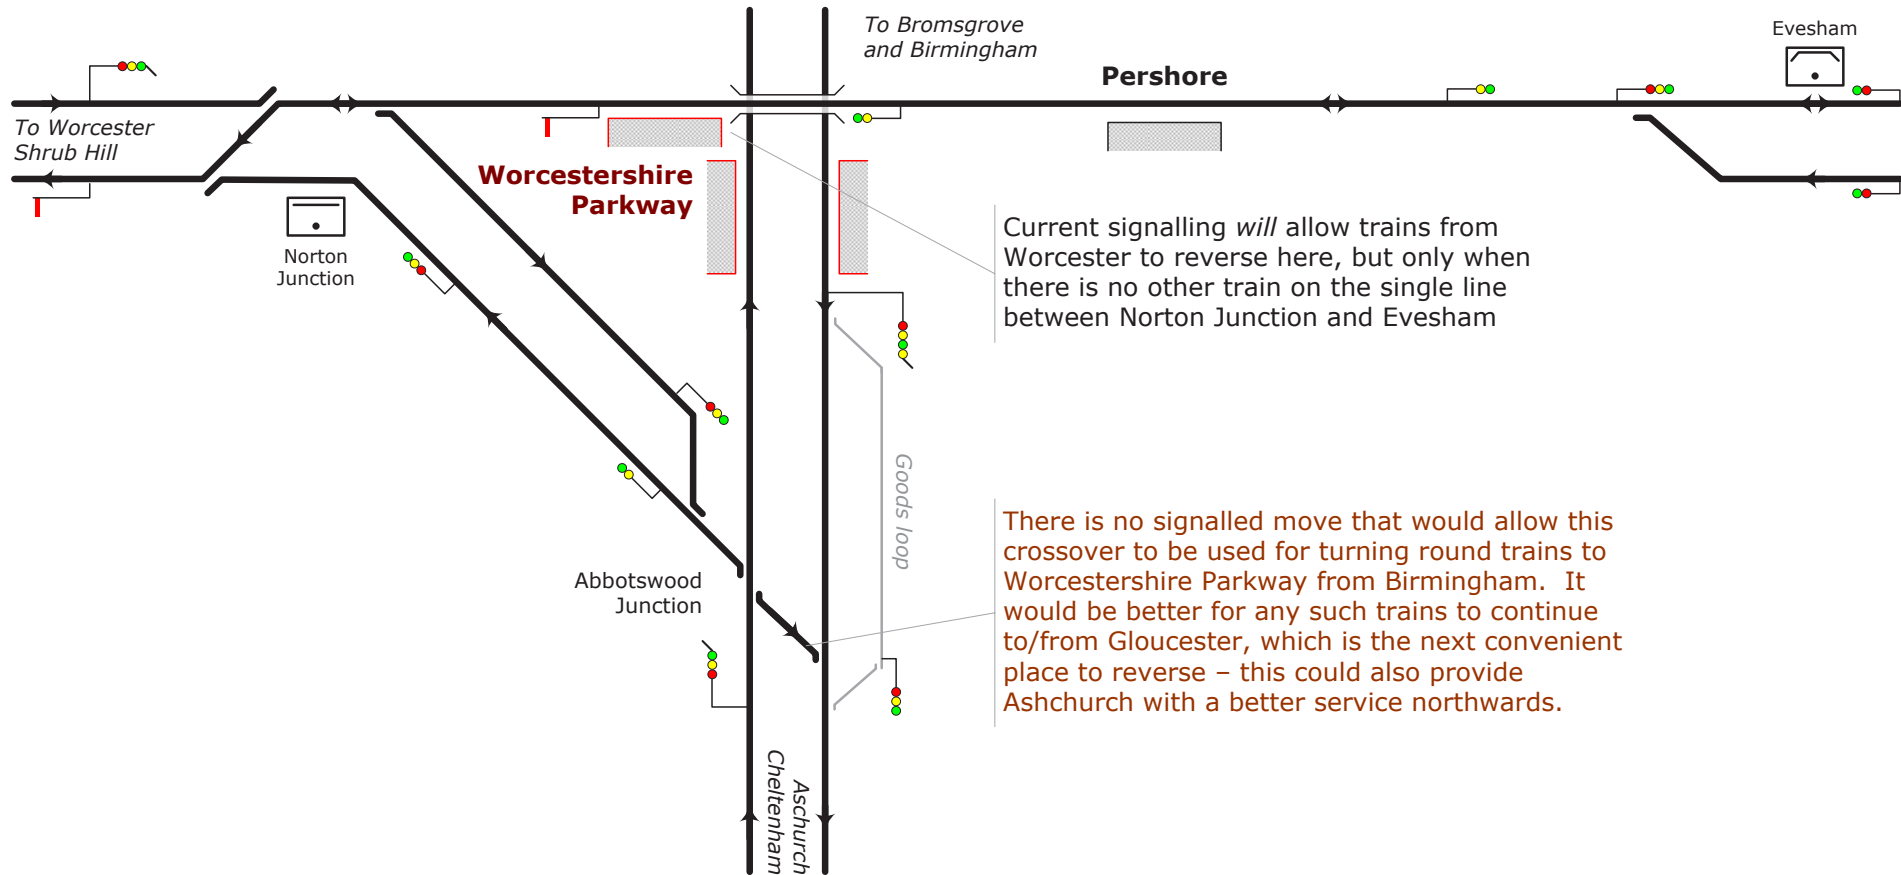 To Bromsgrove
and Birmingham
Evesham
Pershore
To Worcester
Shrub Hill
Worcestershire
Parkway
Norton
Junction
Current signalling will allow trains from
Worcester to reverse here, but only when
there is no other train on the single line
between Norton Junction and Evesham
Goods loop
There is no signalled move that would allow this
crossover to be used for turning round trains to
Worcestershire Parkway from Birmingham. It
would be better for any such trains to continue
to/from Gloucester, which is the next convenient
place to reverse – this could also provide
Ashchurch with a better service northwards.
Abbotswood
Junction
Aschurch
Cheltenham